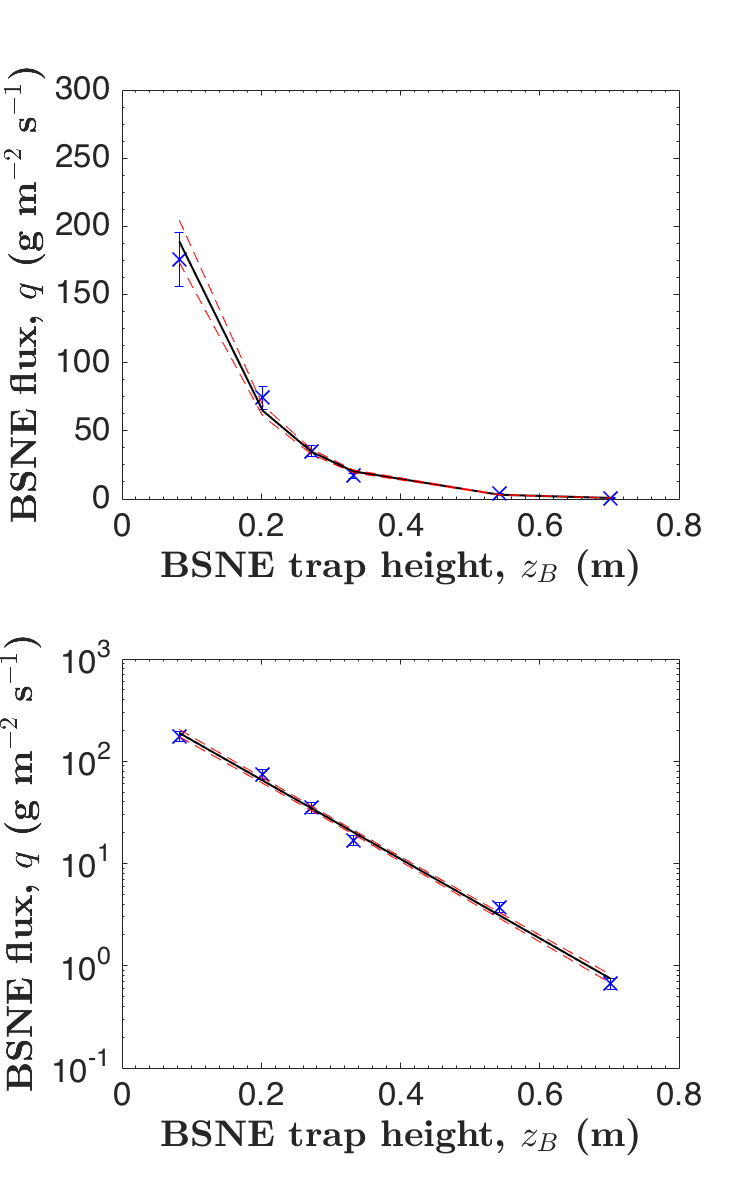 BSNE flux, q (g m⁻² s⁻¹)
300
250
200
150
100
50
0
0 0.2 0.4 0.6 0.8
BSNE trap height, z_B (m)
BSNE flux, q (g m⁻² s⁻¹)
10³
10²
10¹
10⁰
10⁻¹
0 0.2 0.4 0.6 0.8
BSNE trap height, z_B (m)